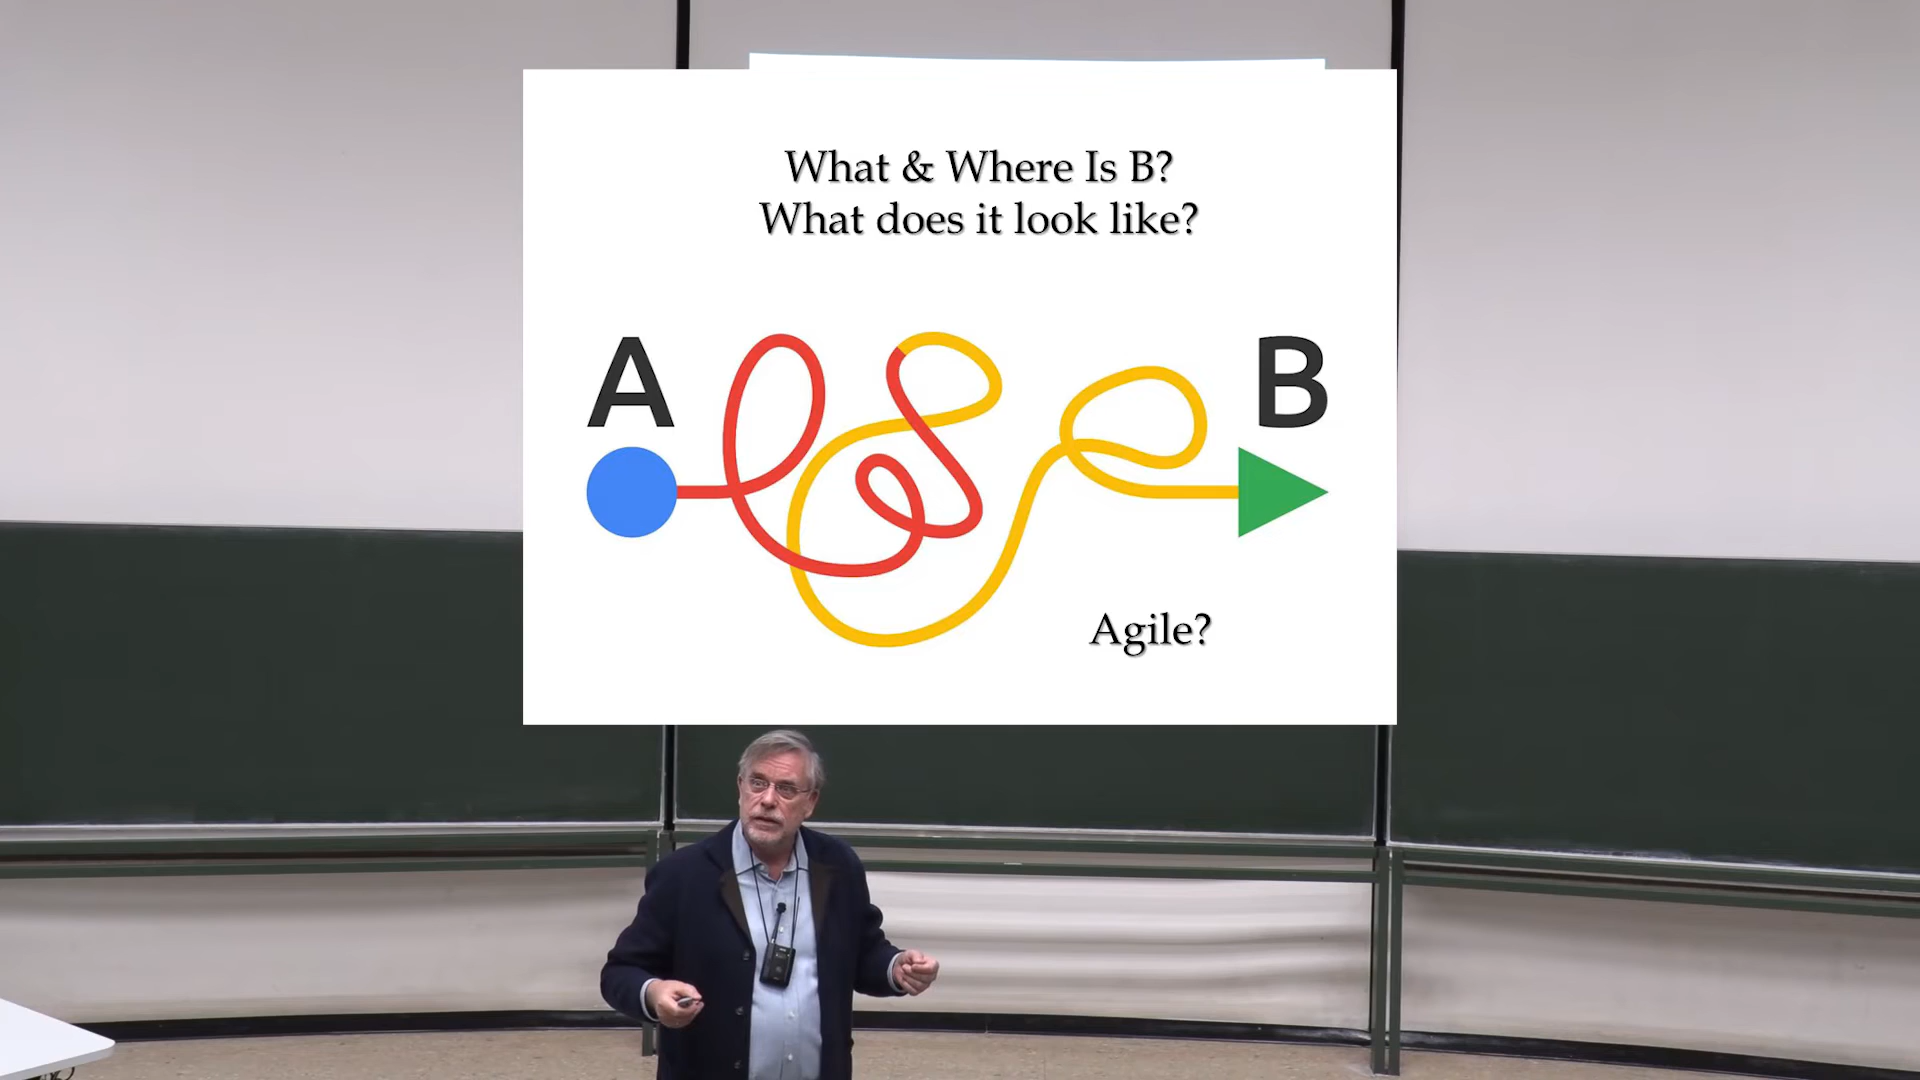 What & Where Is B?
What does it look like?
A
B
Agile?